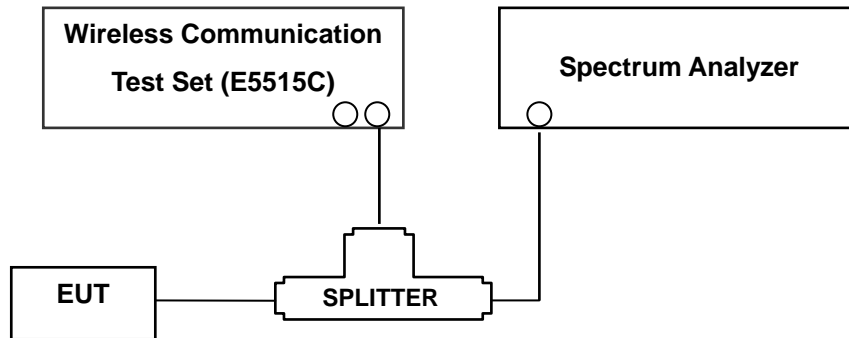 Wireless Communication
Test Set (E5515C)
Spectrum Analyzer
EUT
SPLITTER